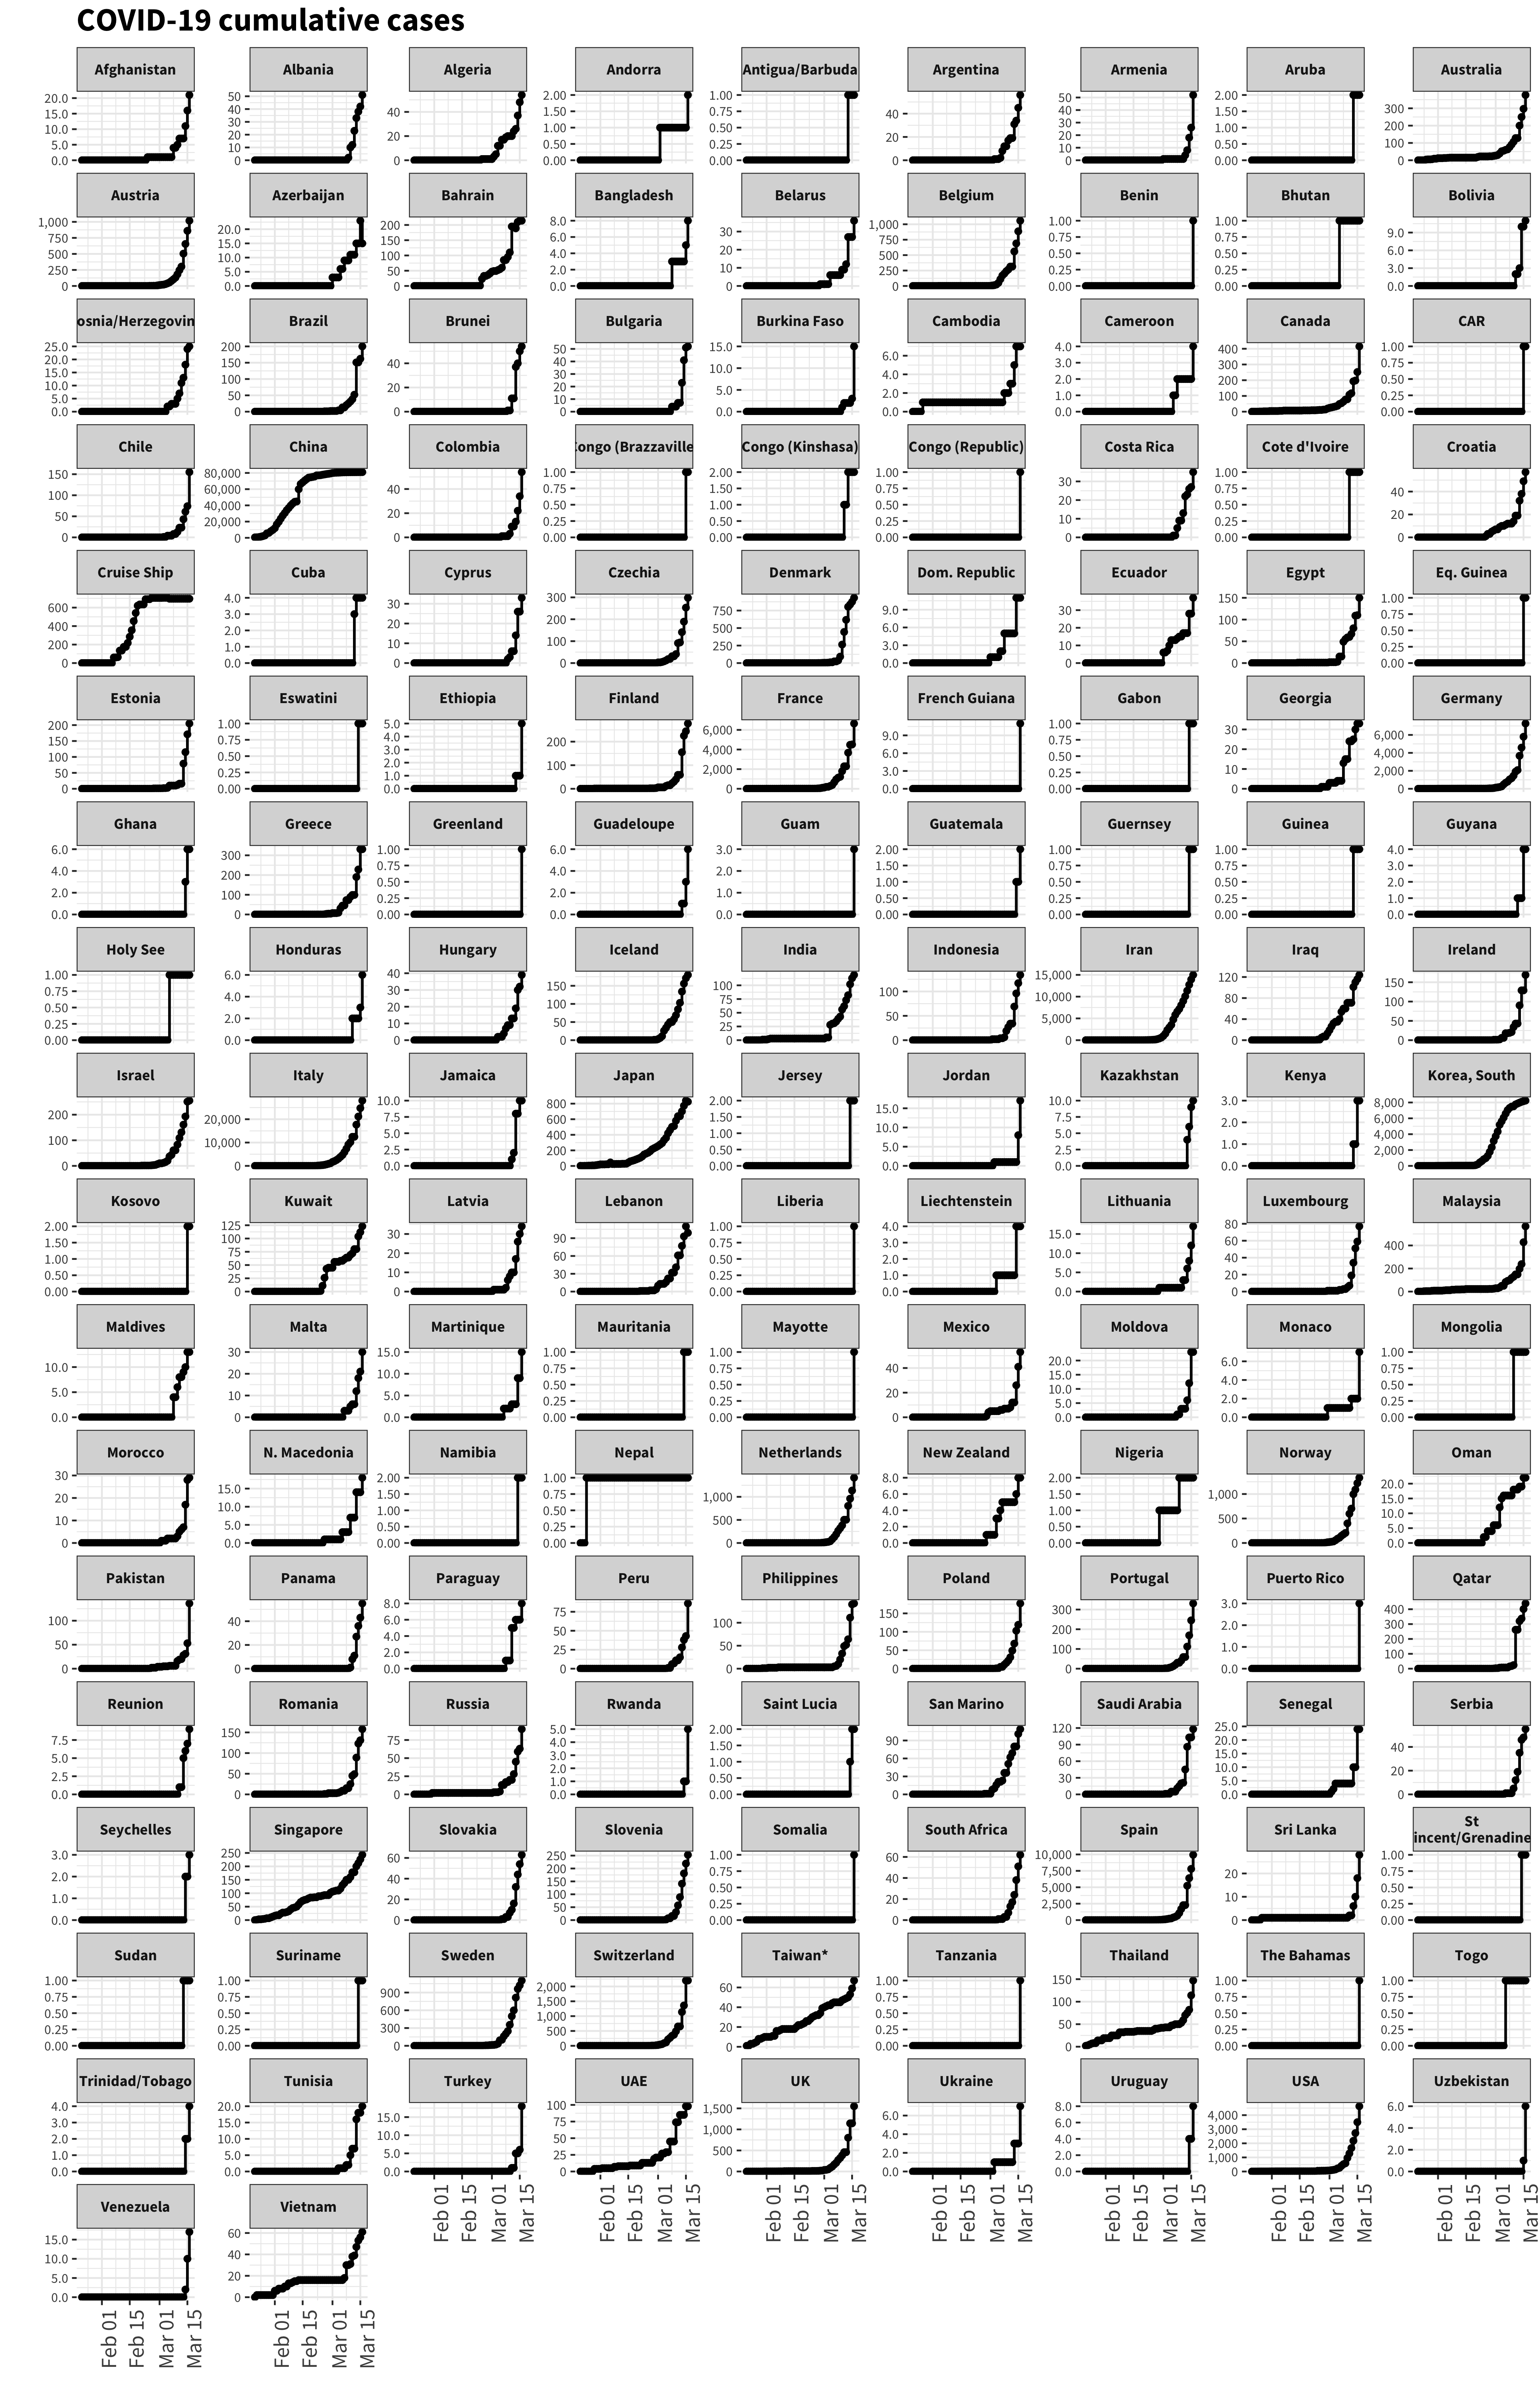 COVID-19 cumulative cases
Afghanistan
20.0 15.0 10.0 5.0 0.0
Albania
50 40 30 20 10 0
Algeria
40 20 0
Andorra
2.00 1.50 1.00 0.50 0.00
Antigua/Barbuda
1.00 0.75 0.50 0.25 0.00
Argentina
40 20 0
Armenia
50 40 30 20 10 0
Aruba
2.00 1.50 1.00 0.50 0.00
Australia
300 200 100 0
Austria
1,000 750 500 250 0
Azerbaijan
20.0 15.0 10.0 5.0 0.0
Bahrain
200 150 100 50 0
Bangladesh
8.0 6.0 4.0 2.0 0.0
Belarus
30 20 10 0
Belgium
1,000 750 500 250 0
Benin
1.00 0.75 0.50 0.25 0.00
Bhutan
1.00 0.75 0.50 0.25 0.00
Bolivia
9.0 6.0 3.0 0.0
osnia/Herzegovin
25.0 20.0 15.0 10.0 5.0 0.0
Brazil
200 150 100 50 0
Brunei
40 20 0
Bulgaria
50 40 30 20 10 0
Burkina Faso
15.0 10.0 5.0 0.0
Cambodia
6.0 4.0 2.0 0.0
Cameroon
4.0 3.0 2.0 1.0 0.0
Canada
400 300 200 100 0
CAR
1.00 0.75 0.50 0.25 0.00
Chile
150 100 50 0
China
80,000 60,000 40,000 20,000 0
Colombia
40 20 0
Congo (Brazzaville
1.00 0.75 0.50 0.25 0.00
Congo (Kinshasa)
2.00 1.50 1.00 0.50 0.00
Congo (Republic)
1.00 0.75 0.50 0.25 0.00
Costa Rica
30 20 10 0
Cote d'Ivoire
1.00 0.75 0.50 0.25 0.00
Croatia
40 20 0
Cruise Ship
600 400 200 0
Cuba
4.0 3.0 2.0 1.0 0.0
Cyprus
30 20 10 0
Czechia
300 200 100 0
Denmark
750 500 250 0
Dom. Republic
9.0 6.0 3.0 0.0
Ecuador
30 20 10 0
Egypt
150 100 50 0
Eq. Guinea
1.00 0.75 0.50 0.25 0.00
Estonia
200 150 100 50 0
Eswatini
1.00 0.75 0.50 0.25 0.00
Ethiopia
5.0 4.0 3.0 2.0 1.0 0.0
Finland
200 100 0
France
6,000 4,000 2,000 0
French Guiana
9.0 6.0 3.0 0.0
Gabon
1.00 0.75 0.50 0.25 0.00
Georgia
30 20 10 0
Germany
6,000 4,000 2,000 0
Ghana
6.0 4.0 2.0 0.0
Greece
300 200 100 0
Greenland
1.00 0.75 0.50 0.25 0.00
Guadeloupe
6.0 4.0 2.0 0.0
Guam
3.0 2.0 1.0 0.0
Guatemala
2.00 1.50 1.00 0.50 0.00
Guernsey
1.00 0.75 0.50 0.25 0.00
Guinea
1.00 0.75 0.50 0.25 0.00
Guyana
4.0 3.0 2.0 1.0 0.0
Holy See
1.00 0.75 0.50 0.25 0.00
Honduras
6.0 4.0 2.0 0.0
Hungary
40 30 20 10 0
Iceland
150 100 50 0
India
100 75 50 25 0
Indonesia
100 50 0
Iran
15,000 10,000 5,000 0
Iraq
120 80 40 0
Ireland
150 100 50 0
Israel
200 100 0
Italy
20,000 10,000 0
Jamaica
10.0 7.5 5.0 2.5 0.0
Japan
800 600 400 200 0
Jersey
2.00 1.50 1.00 0.50 0.00
Jordan
15.0 10.0 5.0 0.0
Kazakhstan
10.0 7.5 5.0 2.5 0.0
Kenya
3.0 2.0 1.0 0.0
Korea, South
8,000 6,000 4,000 2,000 0
Kosovo
2.00 1.50 1.00 0.50 0.00
Kuwait
125 100 75 50 25 0
Latvia
30 20 10 0
Lebanon
90 60 30 0
Liberia
1.00 0.75 0.50 0.25 0.00
Liechtenstein
4.0 3.0 2.0 1.0 0.0
Lithuania
15.0 10.0 5.0 0.0
Luxembourg
80 60 40 20 0
Malaysia
400 200 0
Maldives
10.0 5.0 0.0
Malta
30 20 10 0
Martinique
15.0 10.0 5.0 0.0
Mauritania
1.00 0.75 0.50 0.25 0.00
Mayotte
1.00 0.75 0.50 0.25 0.00
Mexico
40 20 0
Moldova
20.0 15.0 10.0 5.0 0.0
Monaco
6.0 4.0 2.0 0.0
Mongolia
1.00 0.75 0.50 0.25 0.00
Morocco
30 20 10 0
N. Macedonia
15.0 10.0 5.0 0.0
Namibia
2.00 1.50 1.00 0.50 0.00
Nepal
1.00 0.75 0.50 0.25 0.00
Netherlands
1,000 500 0
New Zealand
8.0 6.0 4.0 2.0 0.0
Nigeria
2.00 1.50 1.00 0.50 0.00
Norway
1,000 500 0
Oman
20.0 15.0 10.0 5.0 0.0
Pakistan
100 50 0
Panama
40 20 0
Paraguay
8.0 6.0 4.0 2.0 0.0
Peru
75 50 25 0
Philippines
100 50 0
Poland
150 100 50 0
Portugal
300 200 100 0
Puerto Rico
3.0 2.0 1.0 0.0
Qatar
400 300 200 100 0
Reunion
7.5 5.0 2.5 0.0
Romania
150 100 50 0
Russia
75 50 25 0
Rwanda
5.0 4.0 3.0 2.0 1.0 0.0
Saint Lucia
2.00 1.50 1.00 0.50 0.00
San Marino
90 60 30 0
Saudi Arabia
120 90 60 30 0
Senegal
25.0 20.0 15.0 10.0 5.0 0.0
Serbia
40 20 0
Seychelles
3.0 2.0 1.0 0.0
Singapore
250 200 150 100 50 0
Slovakia
60 40 20 0
Slovenia
250 200 150 100 50 0
Somalia
1.00 0.75 0.50 0.25 0.00
South Africa
60 40 20 0
Spain
10,000 7,500 5,000 2,500 0
Sri Lanka
20 10 0
St
incent/Grenadine
1.00 0.75 0.50 0.25 0.00
Sudan
1.00 0.75 0.50 0.25 0.00
Suriname
1.00 0.75 0.50 0.25 0.00
Sweden
900 600 300 0
Switzerland
2,000 1,500 1,000 500 0
Taiwan*
60 40 20 0
Tanzania
1.00 0.75 0.50 0.25 0.00
Thailand
150 100 50 0
The Bahamas
1.00 0.75 0.50 0.25 0.00
Togo
1.00 0.75 0.50 0.25 0.00
Trinidad/Tobago
4.0 3.0 2.0 1.0 0.0
Tunisia
20.0 15.0 10.0 5.0 0.0
Turkey
15.0 10.0 5.0 0.0
Feb 01 Feb 15 Mar 01 Mar 15
UAE
100 75 50 25 0
Feb 01 Feb 15 Mar 01 Mar 15
UK
1,500 1,000 500 0
Feb 01 Feb 15 Mar 01 Mar 15
Ukraine
6.0 4.0 2.0 0.0
Feb 01 Feb 15 Mar 01 Mar 15
Uruguay
8.0 6.0 4.0 2.0 0.0
Feb 01 Feb 15 Mar 01 Mar 15
USA
4,000 3,000 2,000 1,000 0
Feb 01 Feb 15 Mar 01 Mar 15
Uzbekistan
6.0 4.0 2.0 0.0
Feb 01 Feb 15 Mar 01 Mar 15
Venezuela
15.0 10.0 5.0 0.0
Feb 01 Feb 15 Mar 01 Mar 15
Vietnam
60 40 20 0
Feb 01 Feb 15 Mar 01 Mar 15